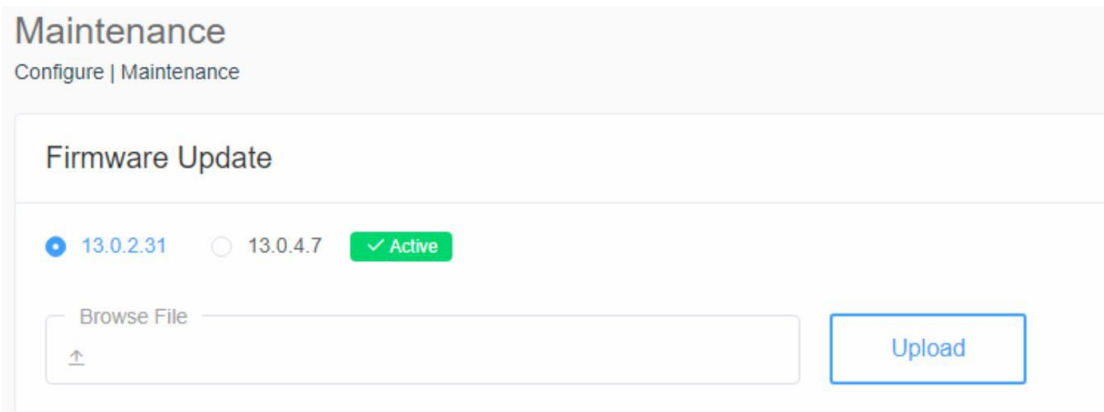 Maintenance
Configure | Maintenance
Firmware Update
13.0.2.31 13.0.4.7 Active
Browse File
Upload